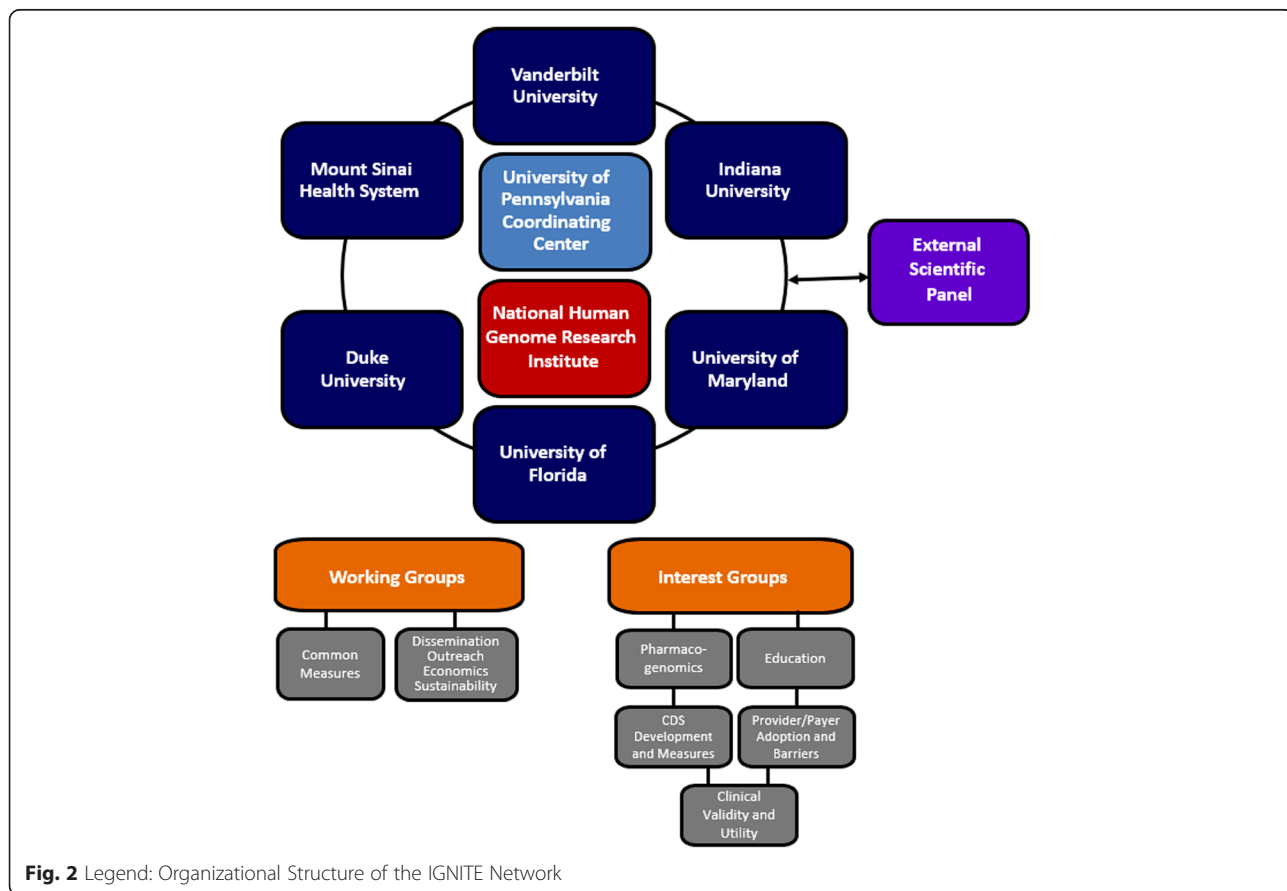 Vanderbilt
University
Mount Sinai
Health System
University of
Pennsylvania
Coordinating
Center
Indiana
University
External
Scientific
Panel
National Human
Genome Research
Institute
Duke
University
University of
Maryland
University of
Florida
Working Groups
Common
Measures
Dissemination
Outreach
Economics
Sustainability
Interest Groups
Pharmaco-
genomics
Education
CDS
Development
and Measures
Provider/Payer
Adoption and
Barriers
Clinical
Validity and
Utility
Fig. 2 Legend: Organizational Structure of the IGNITE Network